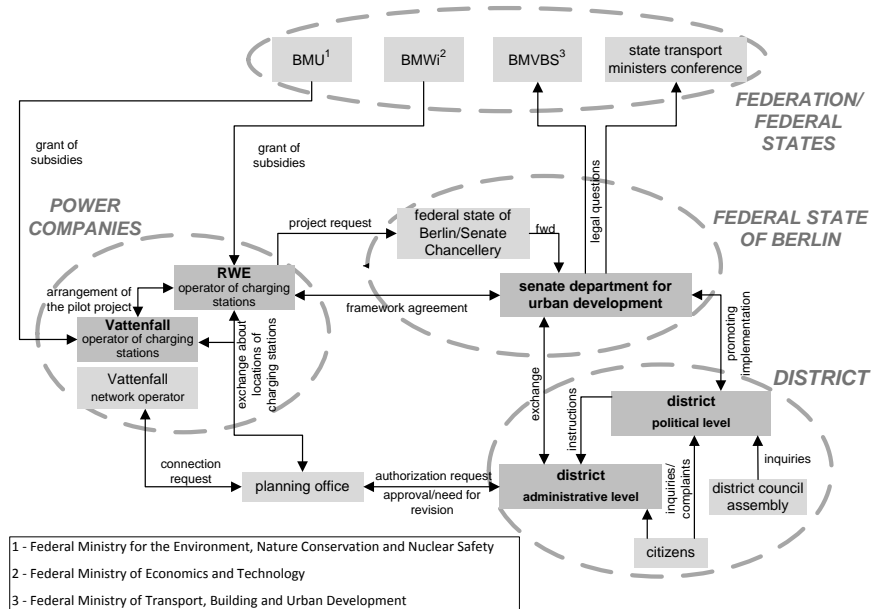 BMU1
BMWi2
BMVBS3
state transport
ministers conference
FEDERATION/
FEDERAL
STATES
grant of
subsidies
grant of
subsidies
legal questions
POWER
COMPANIES
project request
federal state of
Berlin/Senate
Chancellery
fwd
FEDERAL STATE
OF BERLIN
RWE
operator of charging
stations
senate department for
urban development
arrangement of
the pilot project
framework agreement
Vattenfall
operator of charging
stations
exchange about
locations of
charging stations
promoting
implementation
Vattenfall
network operator
exchange
instructions
DISTRICT
district
political level
connection
request
planning office
authorization request
approval/need for
revision
district
administrative level
inquiries/
complaints
inquiries
district council
assembly
citizens
1 - Federal Ministry for the Environment, Nature Conservation and Nuclear Safety
2 - Federal Ministry of Economics and Technology
3 - Federal Ministry of Transport, Building and Urban Development